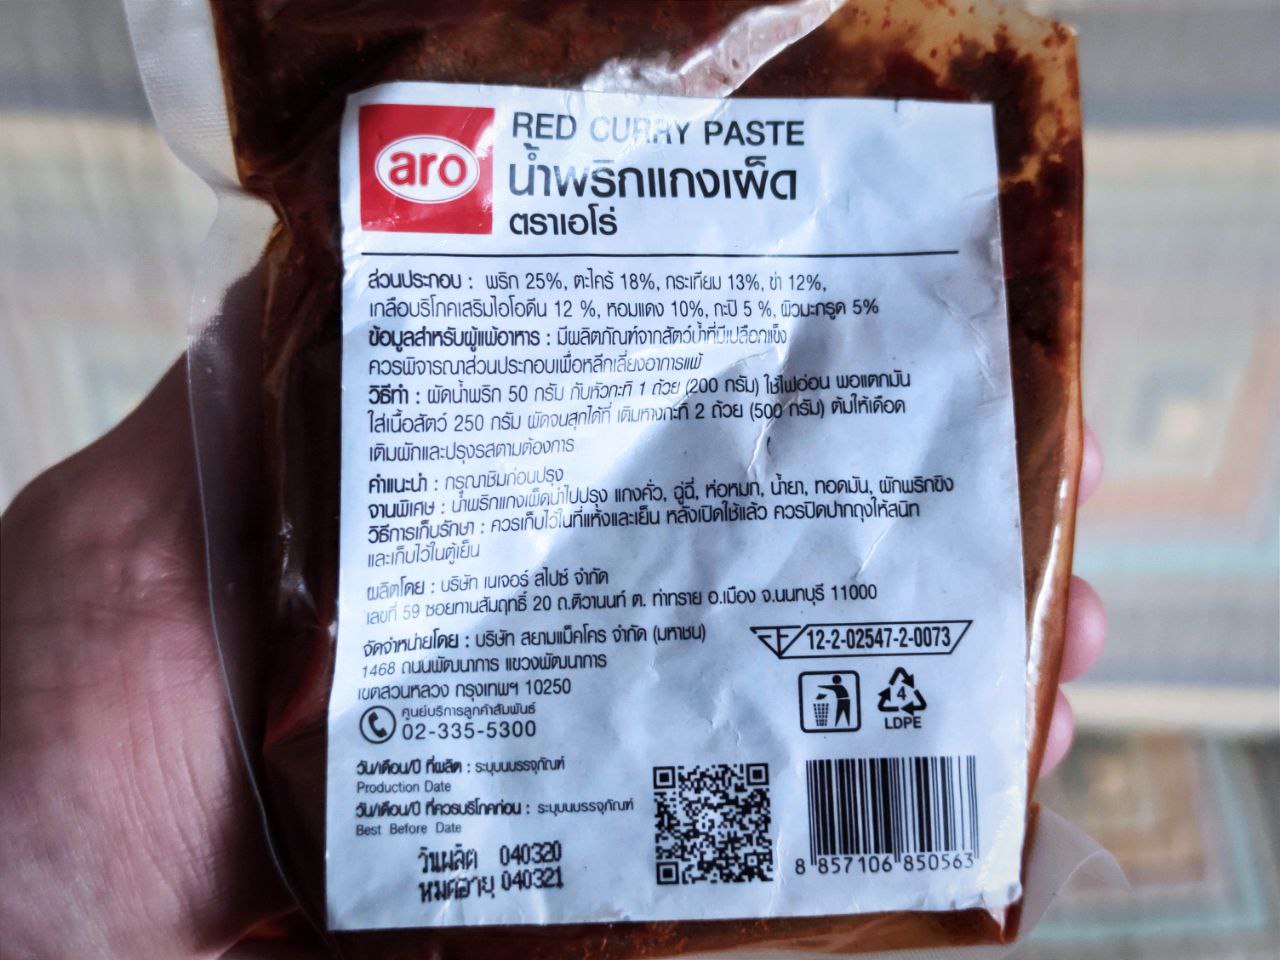 aro
RED CURRY PASTE
น้ำพริกแกงเผ็ด
ตราเอโร่
ส่วนประกอบ : พริก 25%, ตะไคร้ 18%, กระเทียม 13%, ข่า 12%,
เกลือบริโภคเสริมไอโอดีน 12 %, หอมแดง 10%, กะปิ 5 %, ผิวมะกรูด 5%
ข้อมูลสำหรับผู้แพ้อาหาร : มีผลิตภัณฑ์จากสัตว์น้ำที่มีเปลือกแข็ง
ควรพิจารณาส่วนประกอบเพื่อหลีกเลี่ยงอาการแพ้
วิธีทำ : ผัดน้ำพริก 50 กรัม กับหัวกะทิ 1 ถ้วย (200 กรัม) ใช้ไฟอ่อน พอแตกมัน
ใส่เนื้อสัตว์ 250 กรัม ผัดจนสุกได้ที่ เติมหางกะทิ 2 ถ้วย (500 กรัม) ต้มให้เดือด
เติมผักและปรุงรสตามต้องการ
คำแนะนำ : กรุณาชิมก่อนปรุง
จานพิเศษ : น้ำพริกแกงเผ็ดนำไปปรุง แกงคั่ว, ฉู่ฉี่, ห่อหมก, น้ำยา, ทอดมัน, ผัดพริกขิง
วิธีการเก็บรักษา : ควรเก็บไว้ในที่แห้งและเย็น หลังเปิดใช้แล้ว ควรปิดปากถุงให้สนิท
และเก็บไว้ในตู้เย็น
ผลิตโดย : บริษัท เนเจอร์ สไปซ์ จำกัด
เลขที่ 59 ซอยทานสัมฤทธิ์ 20 ถ.ติวานนท์ ต. ท่าทราย อ.เมือง จ.นนทบุรี 11000
จัดจำหน่ายโดย : บริษัท สยามแม็คโคร จำกัด (มหาชน)
1468 ถนนพัฒนาการ แขวงพัฒนาการ
เขตสวนหลวง กรุงเทพฯ 10250
12-2-02547-2-0073
ศูนย์บริการลูกค้าสัมพันธ์
02-335-5300
4
LDPE
วัน/เดือน/ปี ที่ผลิต : ระบุบนบรรจุภัณฑ์
Production Date
วัน/เดือน/ปี ที่ควรบริโภคก่อน : ระบุบนบรรจุภัณฑ์
Best Before Date
วันผลิต 040320
หมดอายุ 040321
8 857106 850563